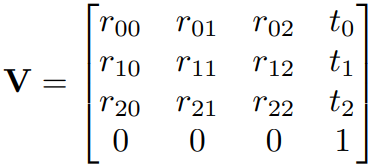 V = 
r00 r01 r02 t0
r10 r11 r12 t1
r20 r21 r22 t2
0 0 0 1